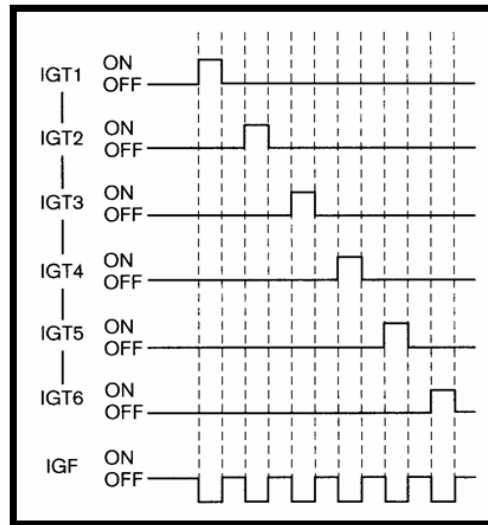 IGT1 ON
OFF
IGT2 ON
OFF
IGT3 ON
OFF
IGT4 ON
OFF
IGT5 ON
OFF
IGT6 ON
OFF
IGF ON
OFF